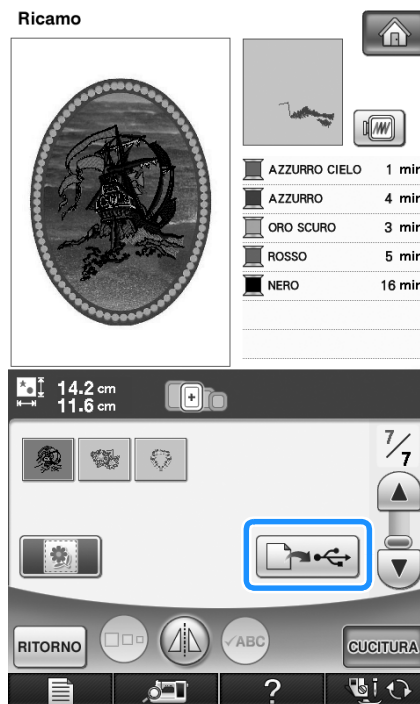 Ricamo
AZZURRO CIELO 1 min
AZZURRO 4 min
ORO SCURO 3 min
ROSSO 5 min
NERO 16 min
14.2 cm
11.6 cm
7/7
RITORNO
ABC
CUCITURA
?